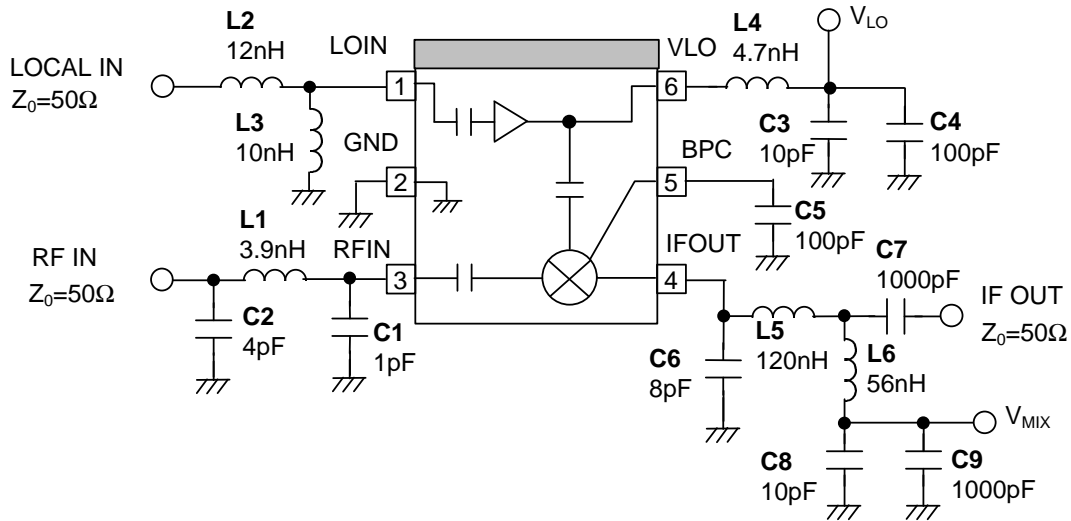 L2
12nH
LOCAL IN
Z0=50Ω
L3
10nH
LOIN
1
GND
2
L1
3.9nH
RF IN
Z0=50Ω
RFIN
3
C2
4pF
C1
1pF
VLO
6
L4
4.7nH
VLO
C3
10pF
C4
100pF
BPC
5
C5
100pF
IFOUT
4
C7
1000pF
IF OUT
Z0=50Ω
L5
120nH
C6
8pF
L6
56nH
VMIX
C8
10pF
C9
1000pF